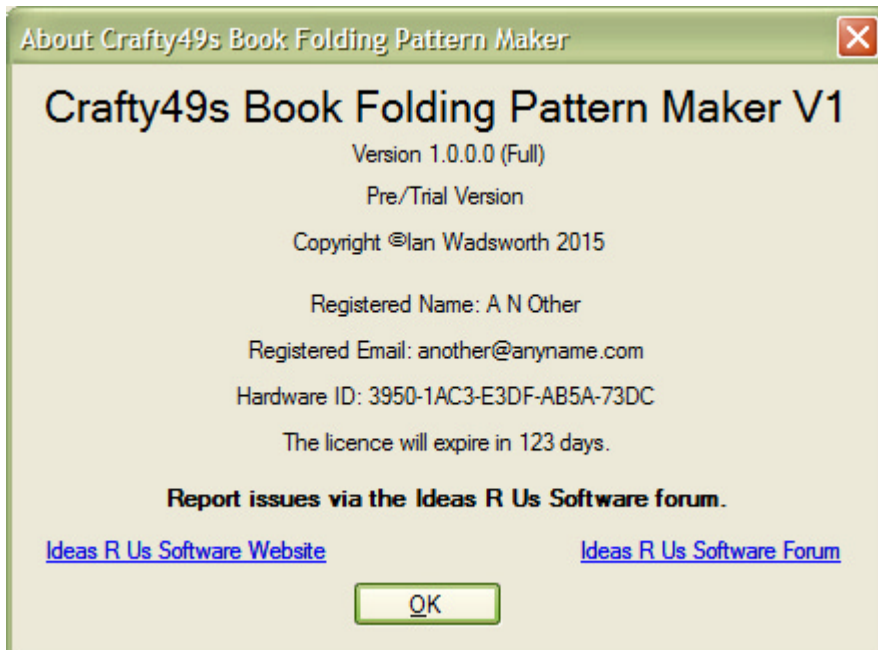 About Crafty49s Book Folding Pattern Maker
Crafty49s Book Folding Pattern Maker V1
Version 1.0.0.0 (Full)
Pre/Trial Version
Copyright ©Ian Wadsworth 2015
Registered Name: A N Other
Registered Email: another@anyname.com
Hardware ID: 3950-1AC3-E3DF-AB5A-73DC
The licence will expire in 123 days.
Report issues via the Ideas R Us Software forum.
Ideas R Us Software Website
Ideas R Us Software Forum
OK